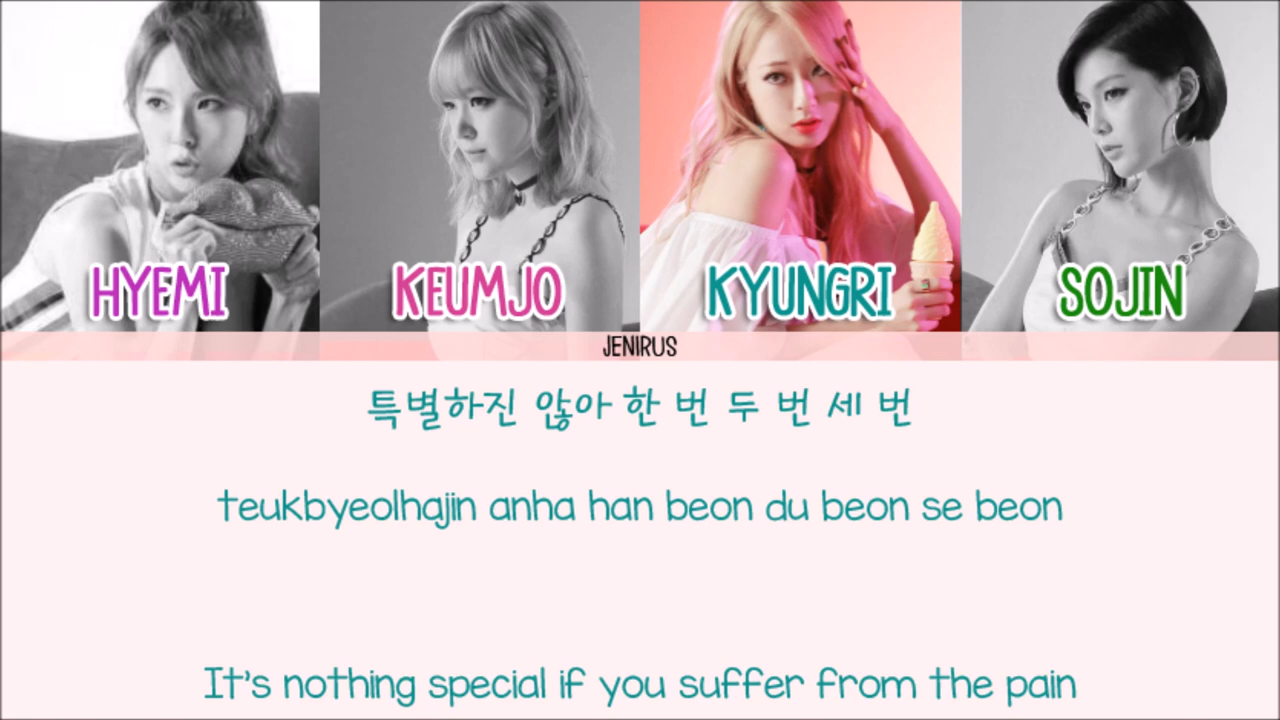 HYEMI
KEUMJO
KYUNGRI
SOJIN
JENIRUS
특별하진 않아 한 번 두 번 세 번
teukbyeolhajin anha han beon du beon se beon
It's nothing special if you suffer from the pain